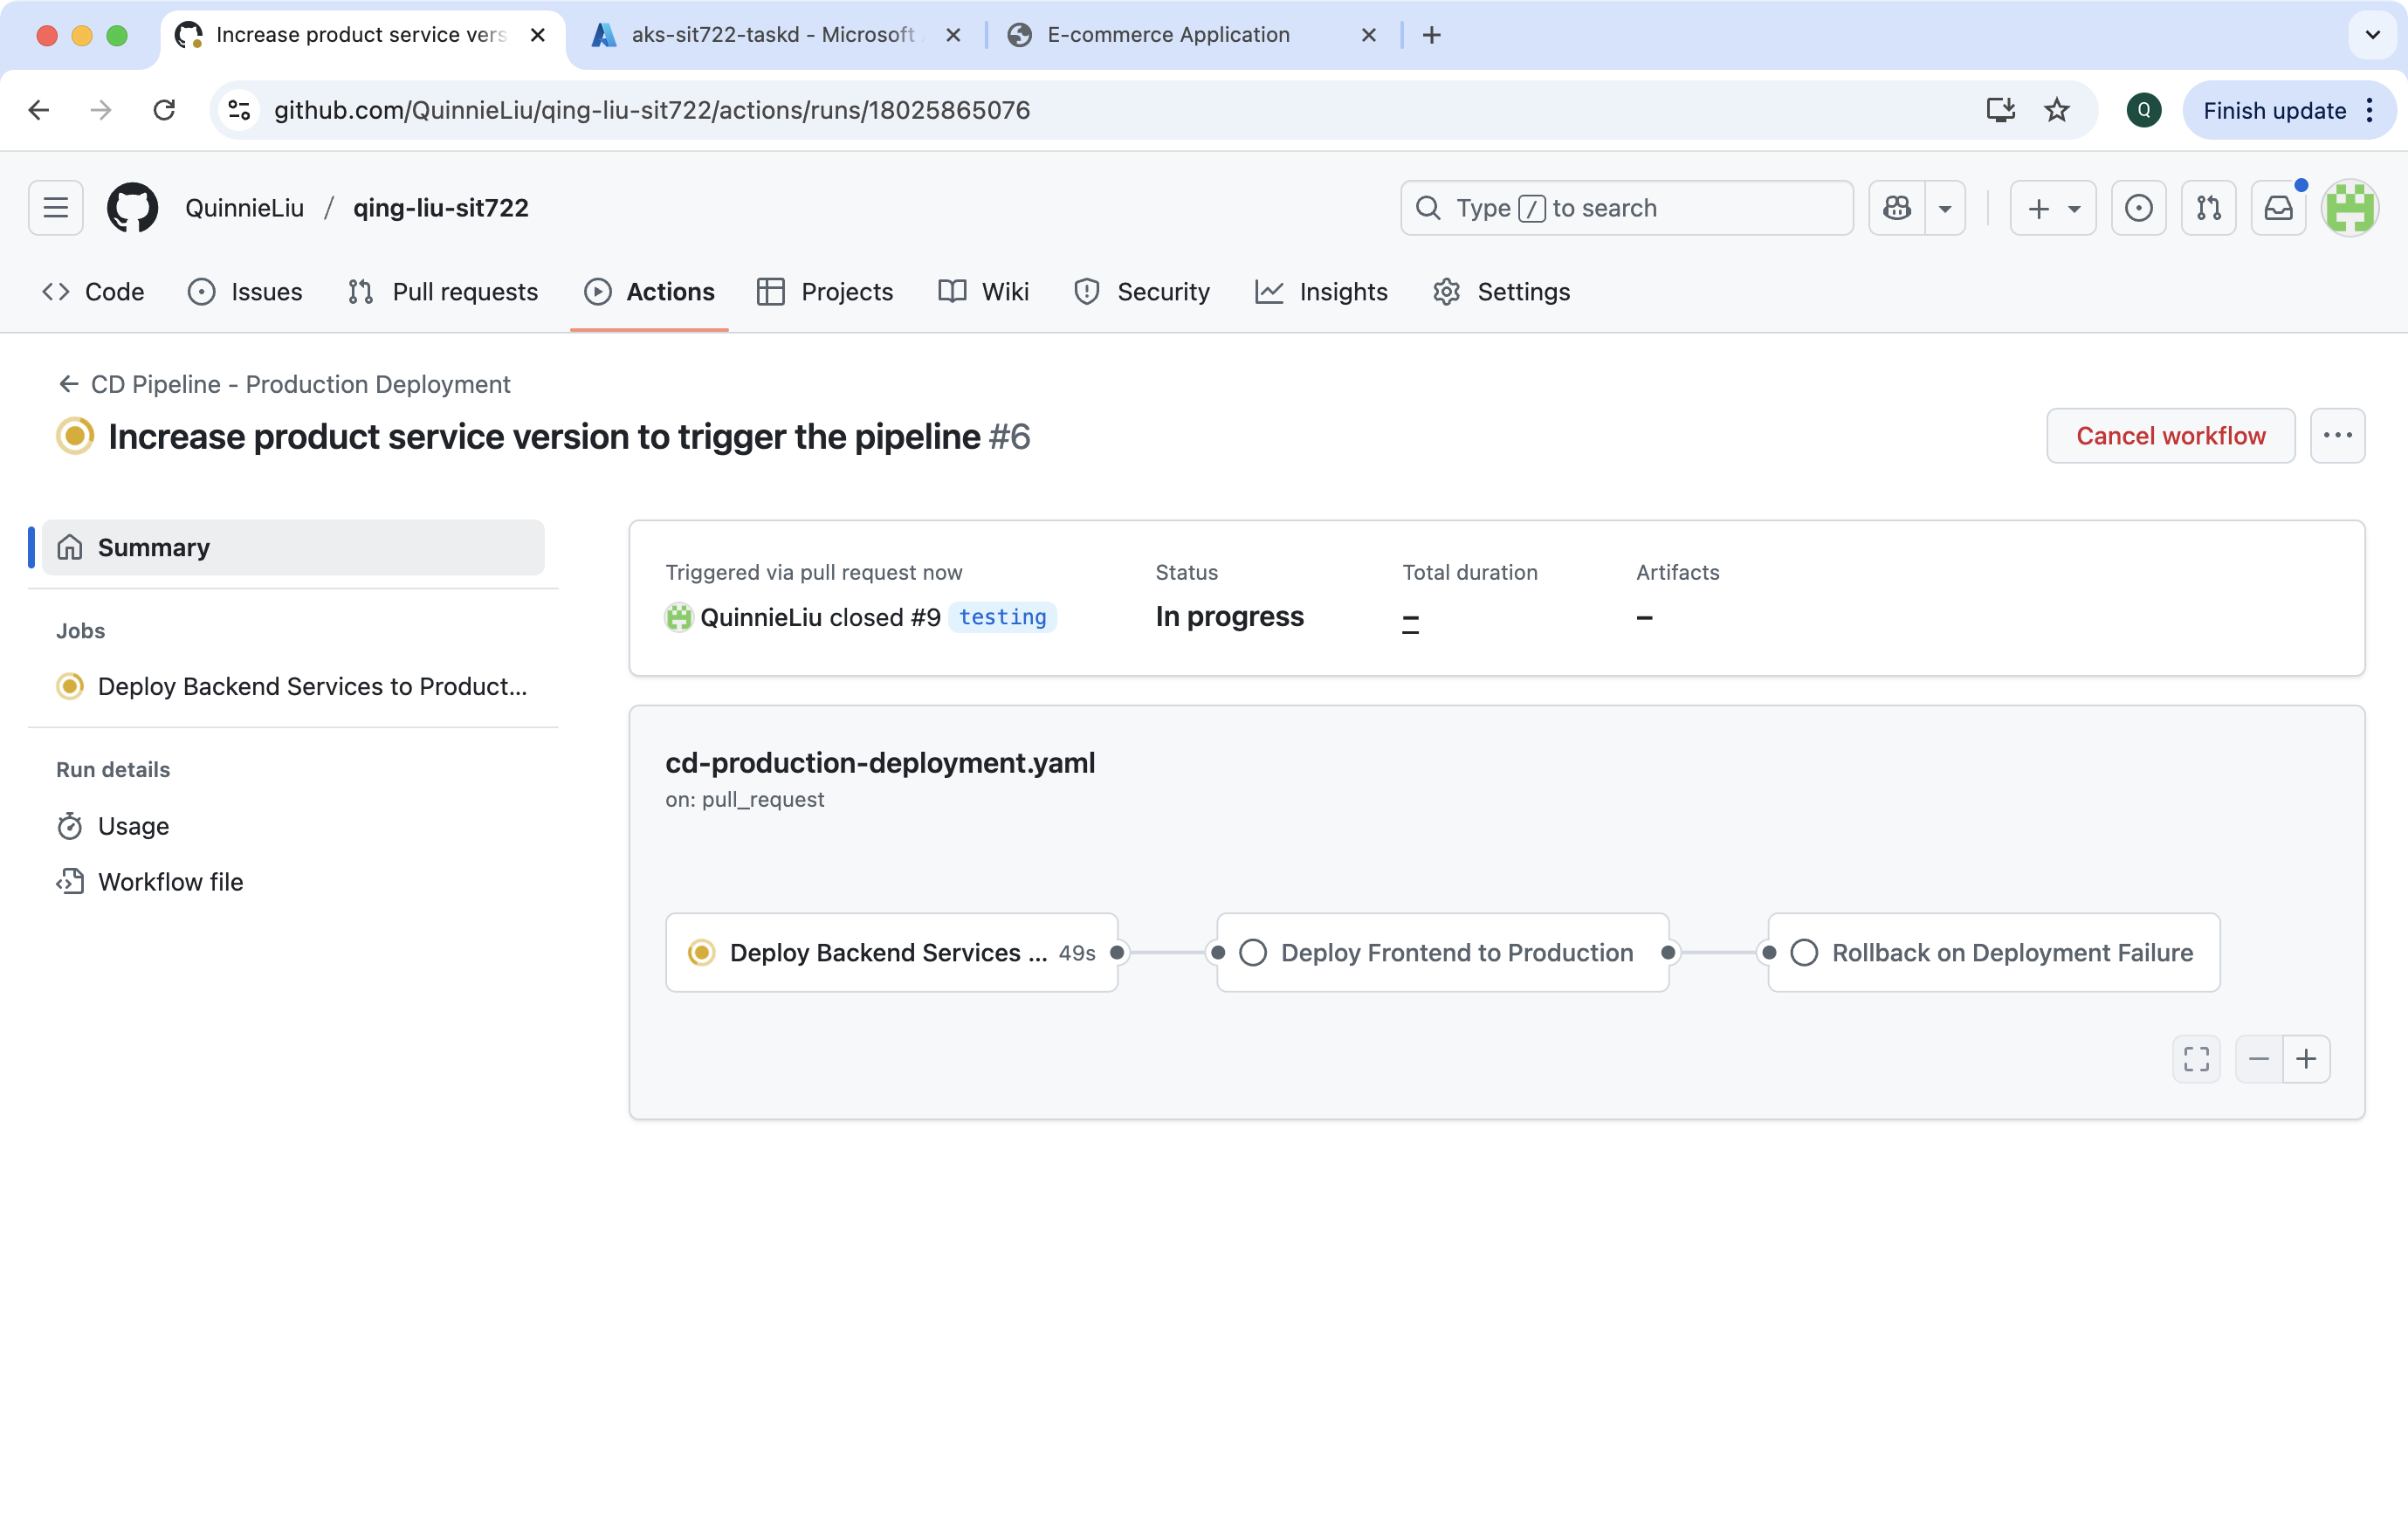 Increase product service vers
aks-sit722-taskd - Microsoft
E-commerce Application
github.com/QuinnieLiu/qing-liu-sit722/actions/runs/18025865076
Q
Finish update
QuinnieLiu / qing-liu-sit722
Type / to search
Code
Issues
Pull requests
Actions
Projects
Wiki
Security
Insights
Settings
CD Pipeline - Production Deployment
Increase product service version to trigger the pipeline #6
Cancel workflow
Summary
Jobs
Deploy Backend Services to Product...
Run details
Usage
Workflow file
Triggered via pull request now
QuinnieLiu closed #9 testing
Status
In progress
Total duration
–
Artifacts
–
cd-production-deployment.yaml
on: pull_request
Deploy Backend Services ... 49s
Deploy Frontend to Production
Rollback on Deployment Failure